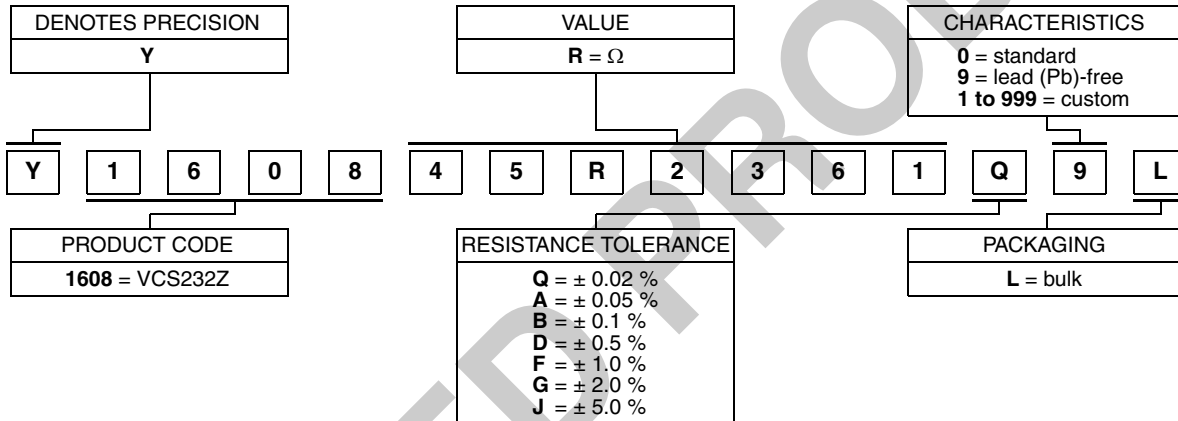 DENOTES PRECISION
Y
VALUE
R = Ω
CHARACTERISTICS
0 = standard
9 = lead (Pb)-free
1 to 999 = custom
Y 1 6 0 8 4 5 R 2 3 6 1 Q 9 L
PRODUCT CODE
1608 = VCS232Z
RESISTANCE TOLERANCE
Q = ± 0.02 %
A = ± 0.05 %
B = ± 0.1 %
D = ± 0.5 %
F = ± 1.0 %
G = ± 2.0 %
J = ± 5.0 %
PACKAGING
L = bulk